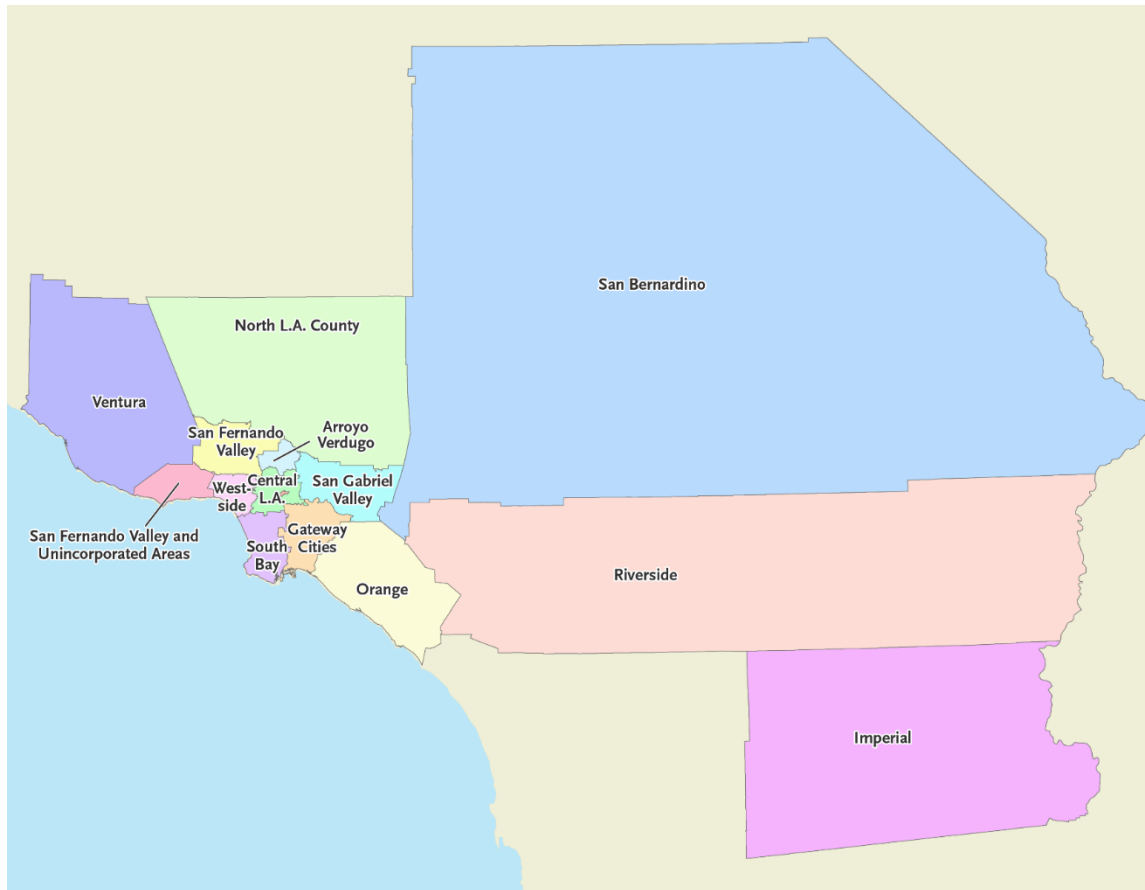 San Bernardino
North L.A. County
Ventura
San Fernando
Valley
Arroyo
Verdugo
West-
side
Central
L.A.
San Gabriel
Valley
San Fernando Valley and
Unincorporated Areas
South
Bay
Gateway
Cities
Orange
Riverside
Imperial